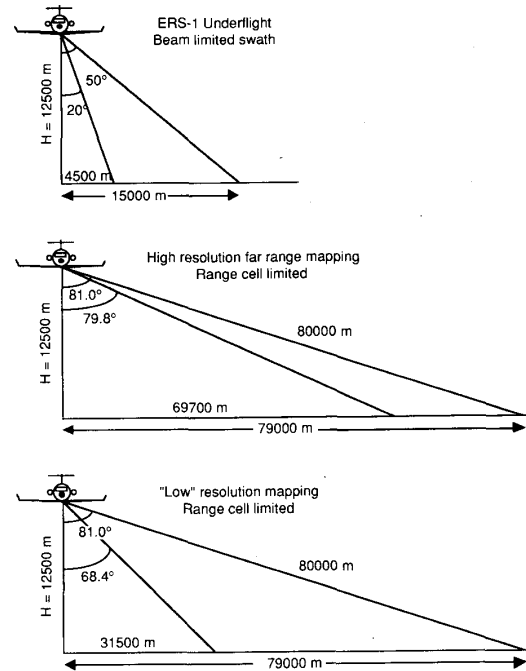 ERS-1 Underflight
Beam limited swath
H = 12500 m
50°
20°
4500 m
15000 m
High resolution far range mapping
Range cell limited
H = 12500 m
81.0°
79.8°
80000 m
69700 m
79000 m
"Low" resolution mapping
Range cell limited
H = 12500 m
81.0°
68.4°
80000 m
31500 m
79000 m